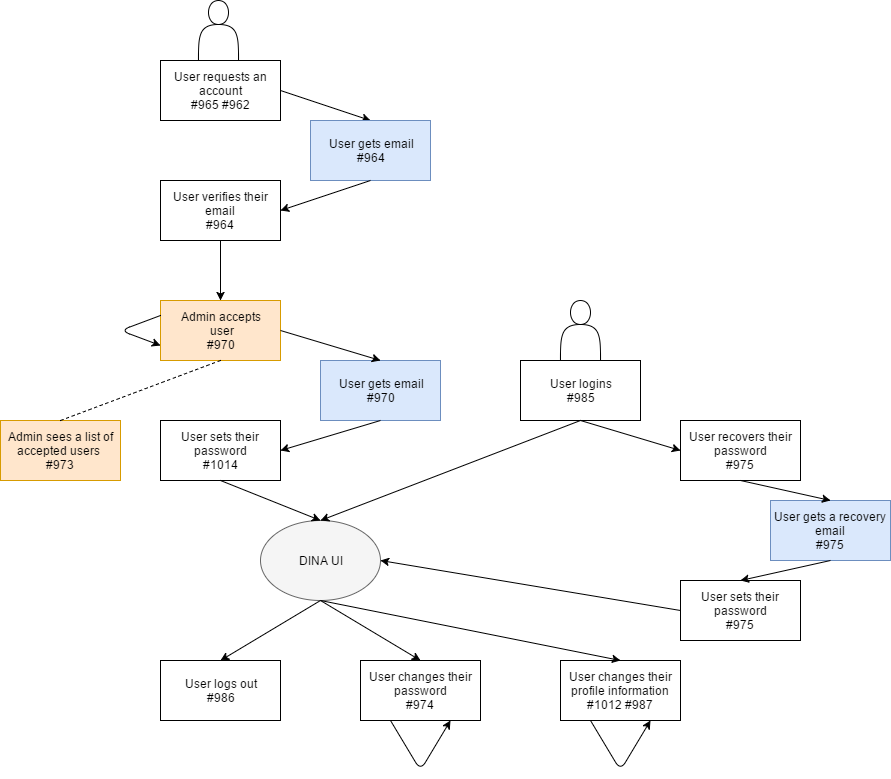 User requests an
account
#965 #962
User gets email
#964
User verifies their
email
#964
Admin accepts
user
#970
User gets email
#970
User logins
#985
Admin sees a list of
accepted users
#973
User sets their
password
#1014
User recovers their
password
#975
User gets a recovery
email
#975
DINA UI
User sets their
password
#975
User logs out
#986
User changes their
password
#974
User changes their
profile information
#1012 #987